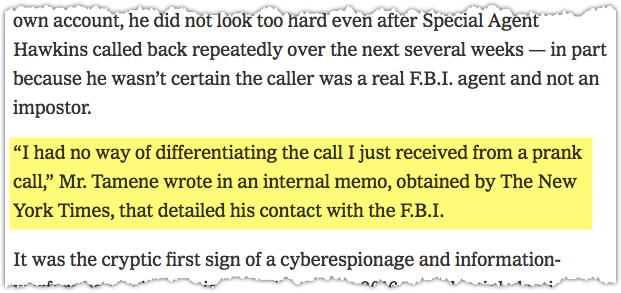 own account, he did not look too hard even after Special Agent
Hawkins called back repeatedly over the next several weeks — in part
because he wasn’t certain the caller was a real F.B.I. agent and not an
impostor.
“I had no way of differentiating the call I just received from a prank
call,” Mr. Tamene wrote in an internal memo, obtained by The New
York Times, that detailed his contact with the F.B.I.
It was the cryptic first sign of a cyberespionage and information-